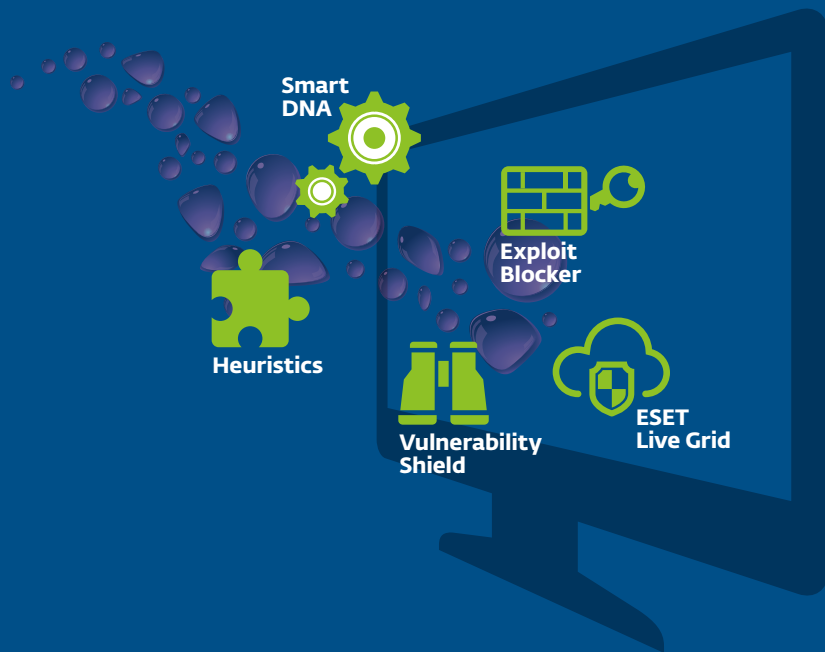 Smart
DNA
Exploit
Blocker
Heuristics
ESET
Live Grid
Vulnerability
Shield